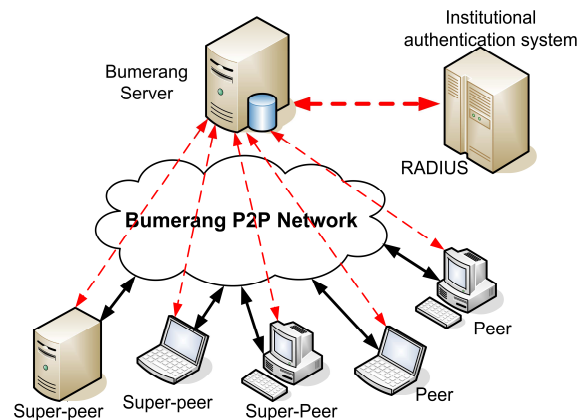 Institutional
authentication system
Bumerang
Server
RADIUS
Bumerang P2P Network
Peer
Super-peer
Super-peer
Super-Peer
Peer